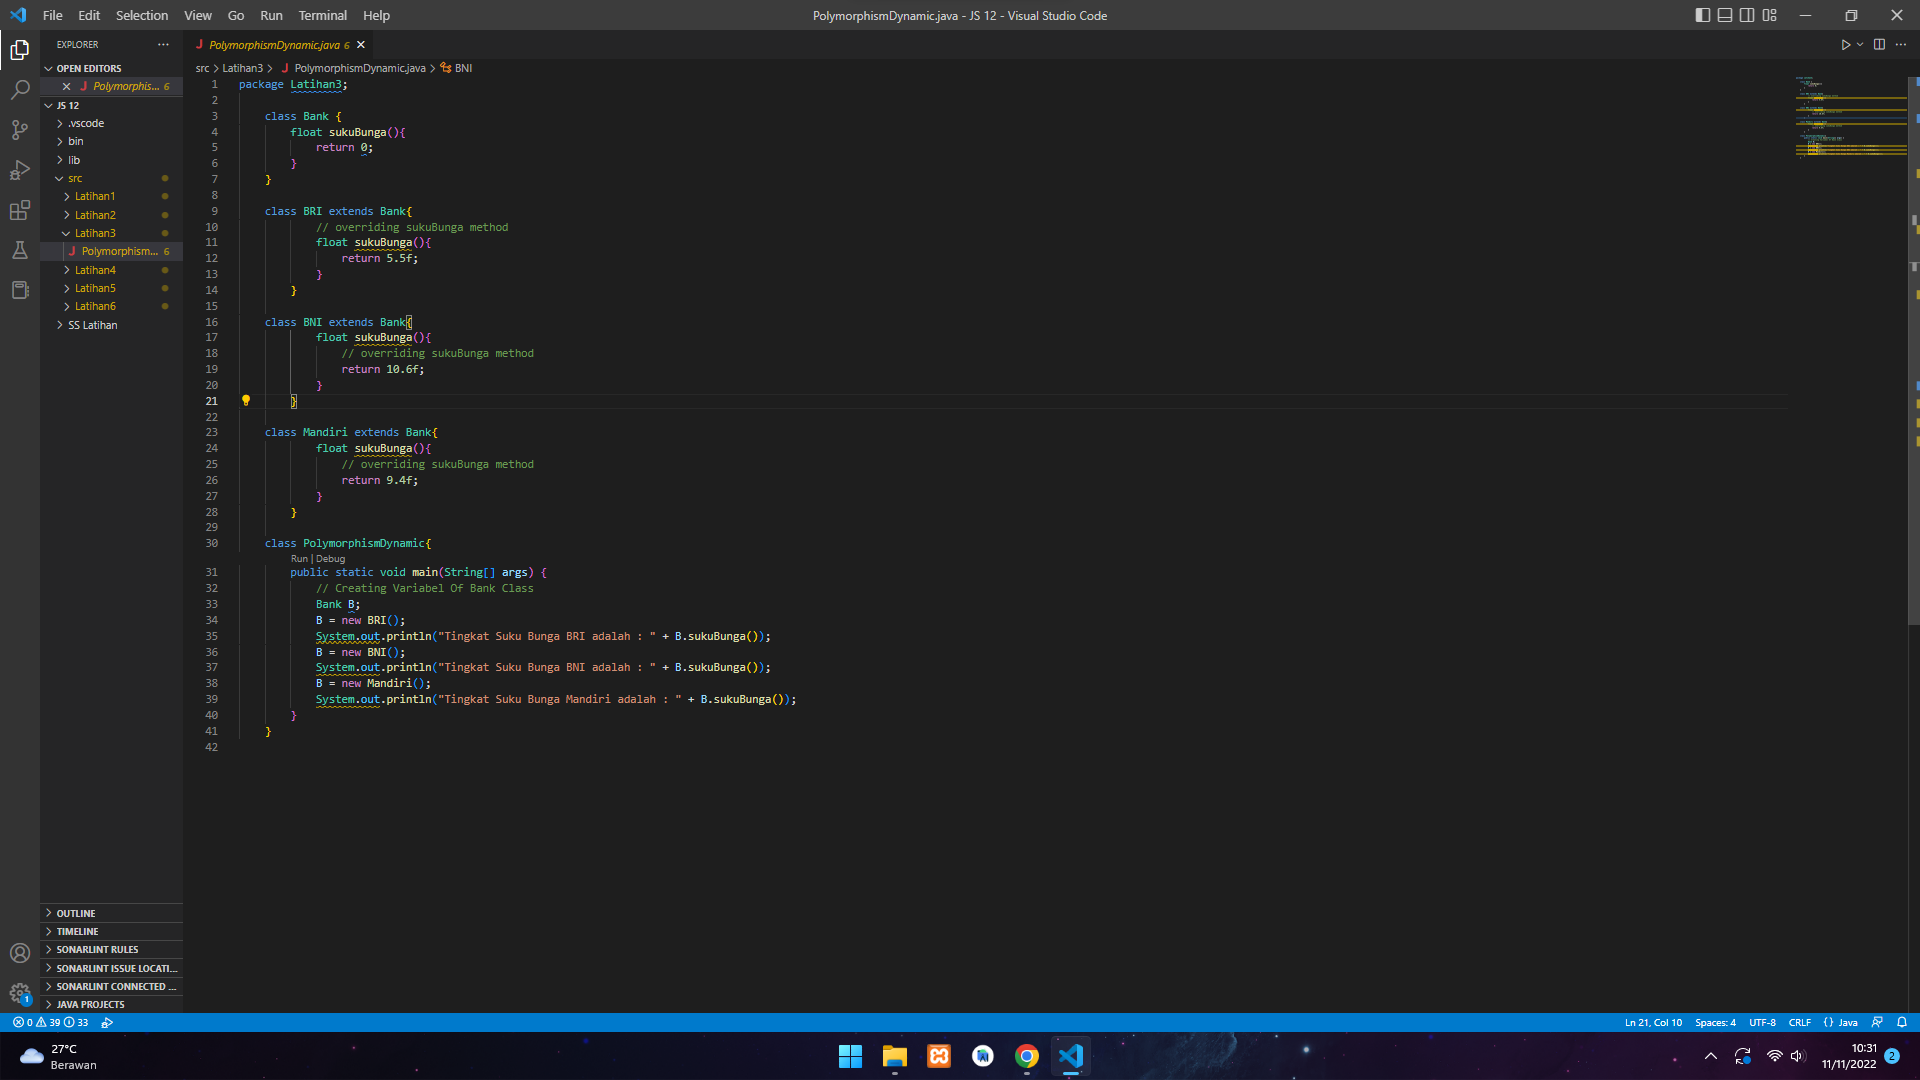 File Edit Selection View Go Run Terminal Help
PolymorphismDynamic.java - JS 12 - Visual Studio Code
EXPLORER
OPEN EDITORS
J Polymorphis... 6
JS 12
.vscode
bin
lib
src
Latihan1
Latihan2
Latihan3
J Polymorphism... 6
Latihan4
Latihan5
Latihan6
SS Latihan
OUTLINE
TIMELINE
SONARLINT RULES
SONARLINT ISSUE LOCATI...
SONARLINT CONNECTED ...
JAVA PROJECTS
J PolymorphismDynamic.java 6
src > Latihan3 > J PolymorphismDynamic.java > BNI
1 package Latihan3;
2
3 class Bank {
4 float sukuBunga(){
5 return 0;
6 }
7 }
8
9 class BRI extends Bank{
10 // overriding sukuBunga method
11 float sukuBunga(){
12 return 5.5f;
13 }
14 }
15
16 class BNI extends Bank{
17 float sukuBunga(){
18 // overriding sukuBunga method
19 return 10.6f;
20 }
21 }
22
23 class Mandiri extends Bank{
24 float sukuBunga(){
25 // overriding sukuBunga method
26 return 9.4f;
27 }
28 }
29
30 class PolymorphismDynamic{
Run | Debug
31 public static void main(String[] args) {
32 // Creating Variabel Of Bank Class
33 Bank B;
34 B = new BRI();
35 System.out.println("Tingkat Suku Bunga BRI adalah : " + B.sukuBunga());
36 B = new BNI();
37 System.out.println("Tingkat Suku Bunga BNI adalah : " + B.sukuBunga());
38 B = new Mandiri();
39 System.out.println("Tingkat Suku Bunga Mandiri adalah : " + B.sukuBunga());
40 }
41 }
42
1
0 39 33
Ln 21, Col 10 Spaces: 4 UTF-8 CRLF {} Java
27°C
Berawan
10:31
11/11/2022
2